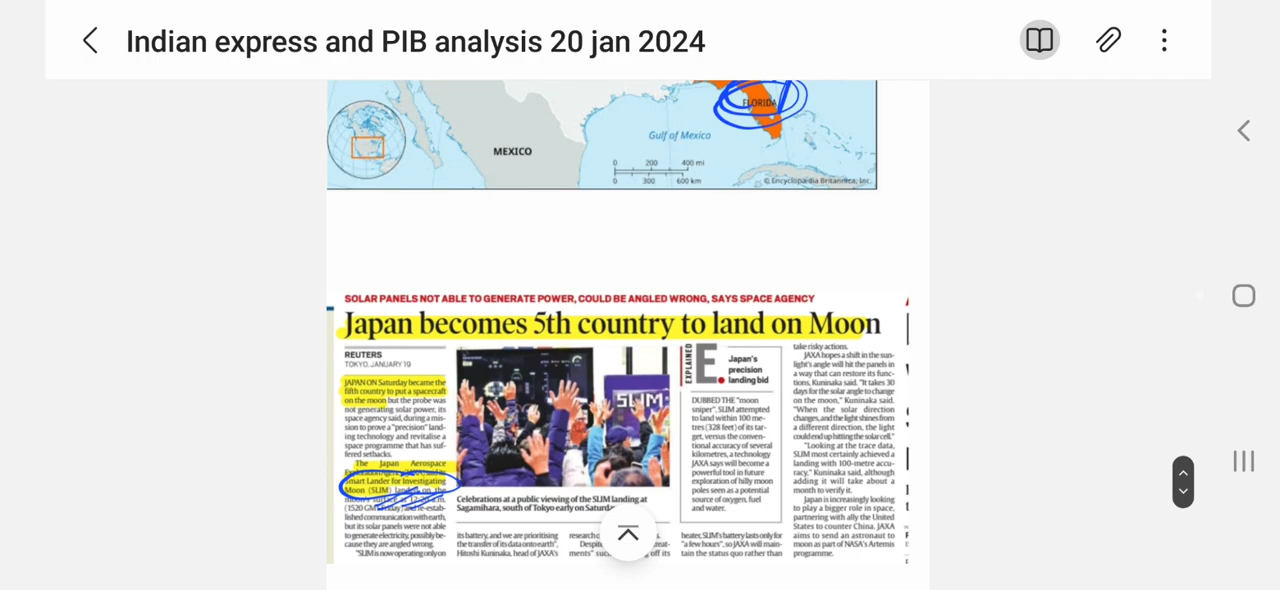 Indian express and PIB analysis 20 jan 2024
FLORIDA
Gulf of Mexico
MEXICO
0 200 400 mi
0 300 600 km
© Encyclopædia Britannica, Inc.
SOLAR PANELS NOT ABLE TO GENERATE POWER, COULD BE ANGLED WRONG, SAYS SPACE AGENCY
Japan becomes 5th country to land on Moon
REUTERS
TOKYO, JANUARY 19
JAPAN ON Saturday became the
fifth country to put a spacecraft
on the moon but the probe was
not generating solar power, its
space agency said, during a mis-
sion to prove a "precision" land-
ing technology and revitalise a
space programme that has suf-
fered setbacks.
The Japan Aerospace
Smart Lander for Investigating
Moon (SLIM) landed on the
(1520 GMT Friday) and re-estab-
lished communication with earth,
but its solar panels were not able
to generate electricity, possibly be-
cause they are angled wrong.
"SLIM is now operating only on
SLIM
Celebrations at a public viewing of the SLIM landing at
Sagamihara, south of Tokyo early on
its battery, and we are prioritising
the transfer of its data onto earth",
Hitoshi Kuninaka, head of JAXA's
off its
EXPLAINED
E.
Japan's
precision
landing bid
DUBBED THE "moon
sniper", SLIM attempted
to land within 100 me-
tres (328 feet) of its tar-
get, versus the conven-
tional accuracy of several
kilometres, a technology
JAXA says will become a
powerful tool in future
exploration of hilly moon
poles seen as a potential
source of oxygen, fuel
and water.
heater, SLIM's battery lasts only for
"a few hours", so JAXA will main-
tain the status quo rather than
take risky actions.
JAXA hopes a shift in the sun-
light's angle will hit the panels in
a way that can restore its func-
tions, Kuninaka said. "It takes 30
days for the solar angle to change
on the moon," Kuninaka said.
"When the solar direction
changes, and the light shines from
a different direction, the light
could end up hitting the solar cell."
"Looking at the trace data,
SLIM most certainly achieved a
landing with 100-metre accu-
racy," Kuninaka said, although
adding it will take about a
month to verify it.
Japan is increasingly looking
to play a bigger role in space,
partnering with ally the United
States to counter China. JAXA
aims to send an astronaut to
moon as part of NASA's Artemis
programme.